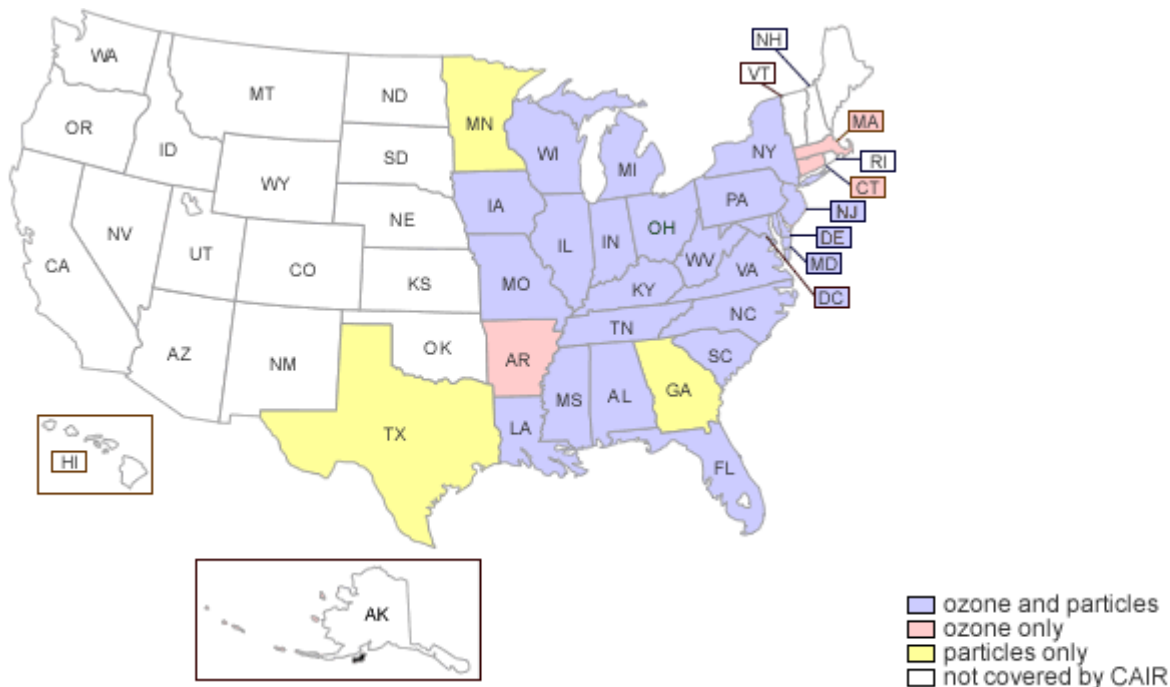 NH
WA
VT
MT
ND
MN
OR
MA
ID
WI
NY
SD
MI
RI
WY
CT
PA
IA
NE
NJ
OH
NV
IL
IN
DE
UT
WV
MD
CA
CO
VA
KS
MO
KY
DC
NC
TN
OK
AZ
AR
SC
NM
GA
MS
AL
TX
LA
HI
FL
AK
ozone and particles
ozone only
particles only
not covered by CAIR